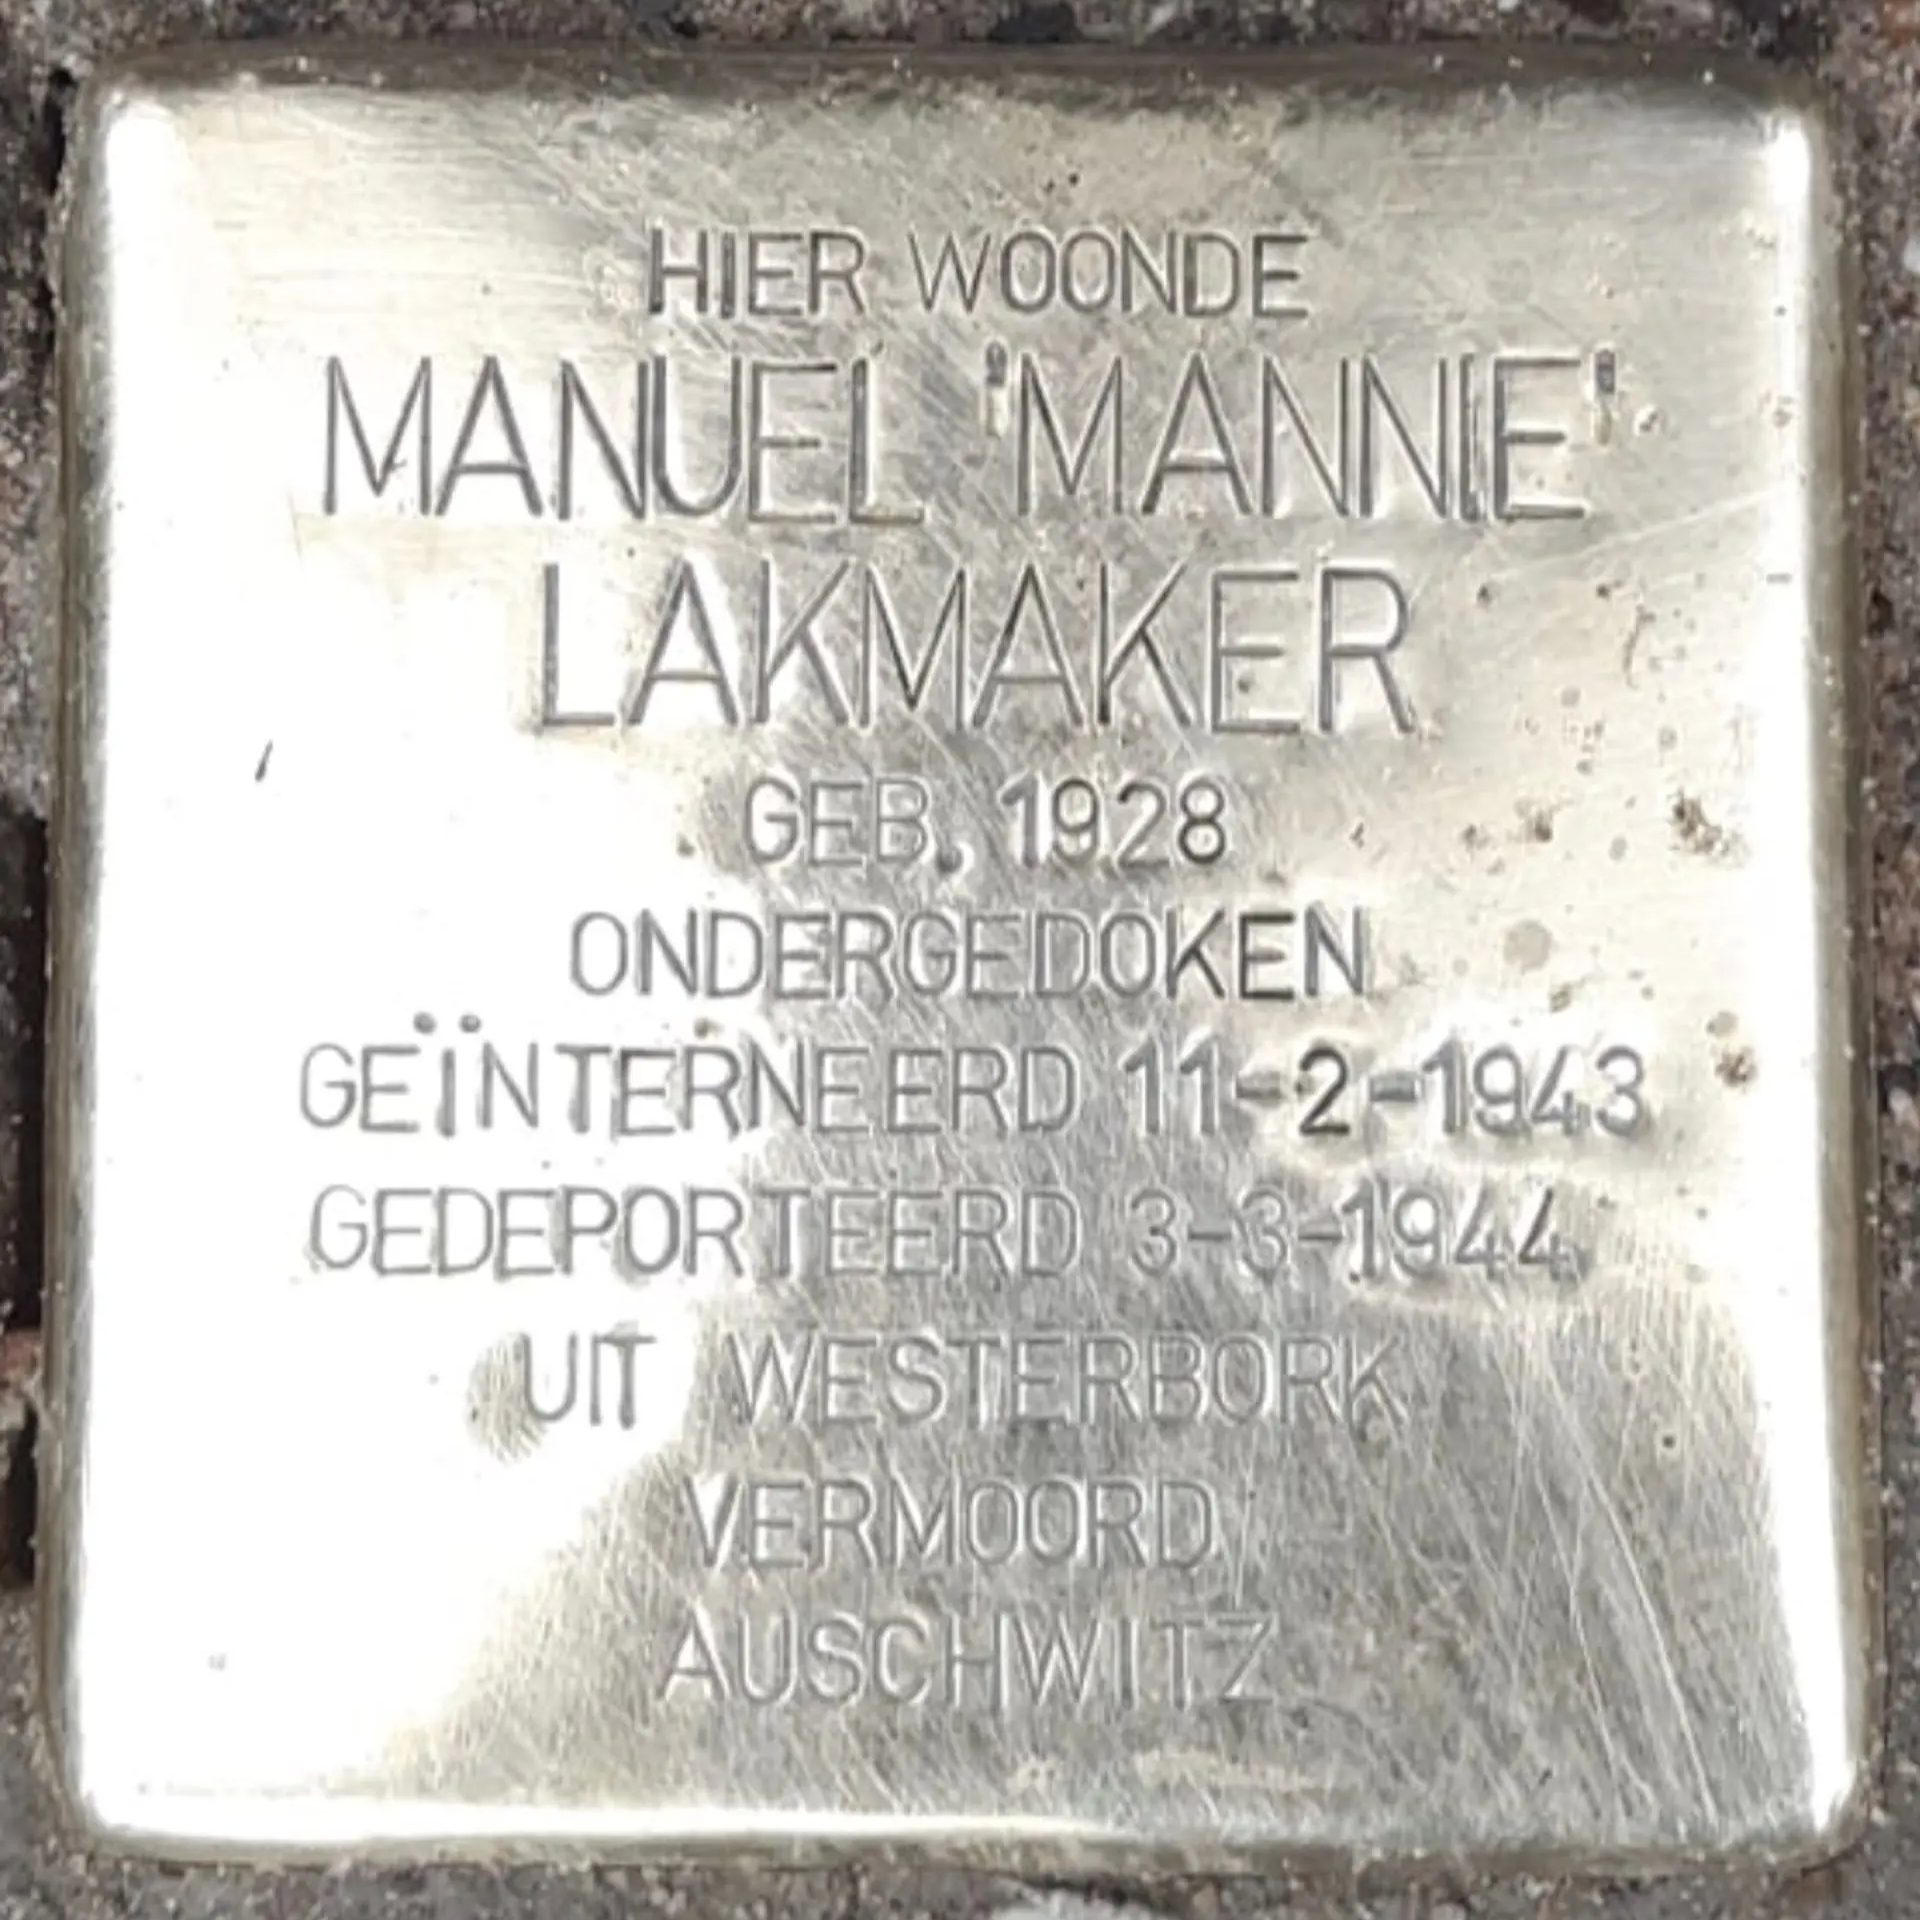 HIER WOONDE
MANUEL 'MANNIE'
LAKMAKER
GEB. 1928
ONDERGEDOKEN
GEÏNTERNEERD 11-2-1943
GEDEPORTEERD 3-3-1944
UIT WESTERBORK
VERMOORD
AUSCHWITZ